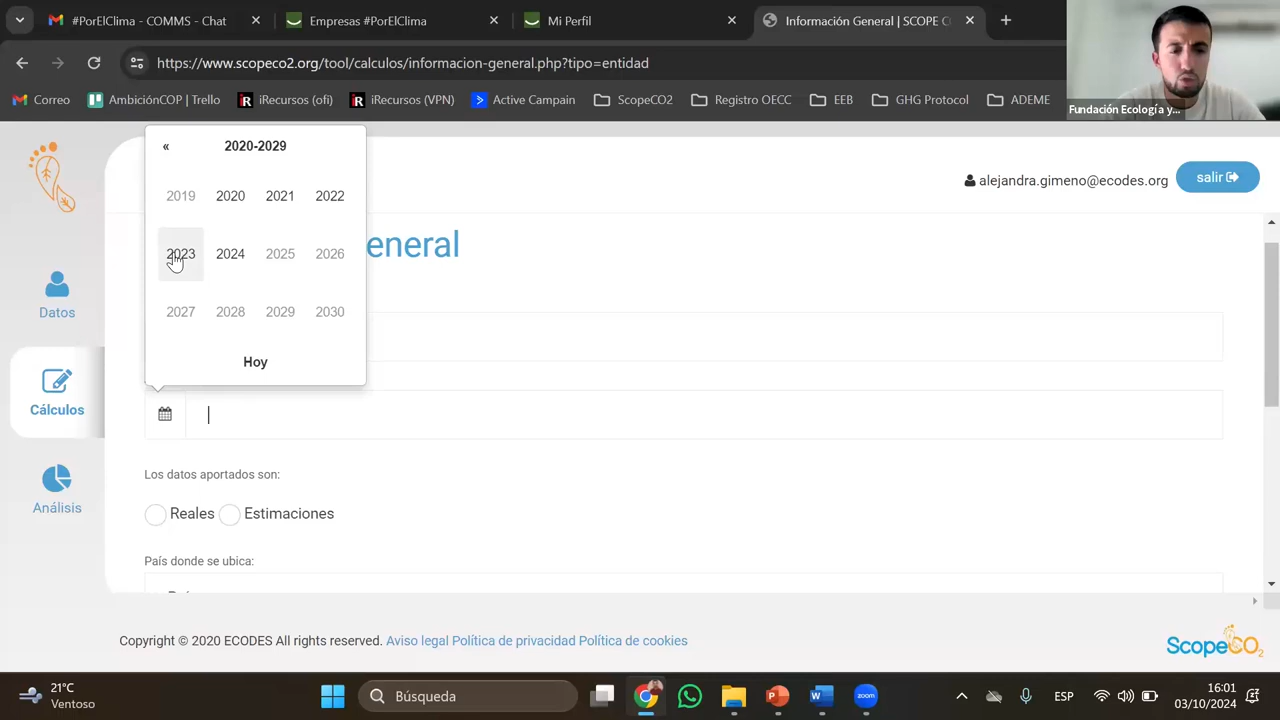 #PorElClima - COMMS - Chat
Empresas #PorElClima
Mi Perfil
Información General | SCOPE C
https://www.scopeco2.org/tool/calculos/informacion-general.php?tipo=entidad
Correo
AmbiciónCOP | Trello
iRecursos (ofi)
iRecursos (VPN)
Active Campain
ScopeCO2
Registro OECC
EEB
GHG Protocolo
ADEME
Fundación Ecología y...
alejandra.gimeno@ecodes.org
salir
« 2020-2029
2019 2020 2021 2022
2023 2024 2025 2026
2027 2028 2029 2030
Hoy
eneral
Datos
Cálculos
Análisis
Los datos aportados son:
Reales Estimaciones
País donde se ubica:
Copyright © 2020 ECODES All rights reserved. Aviso legal Política de privacidad Política de cookies
ScopeCO2
21°C
Ventoso
Búsqueda
zoom
ESP
16:01
03/10/2024